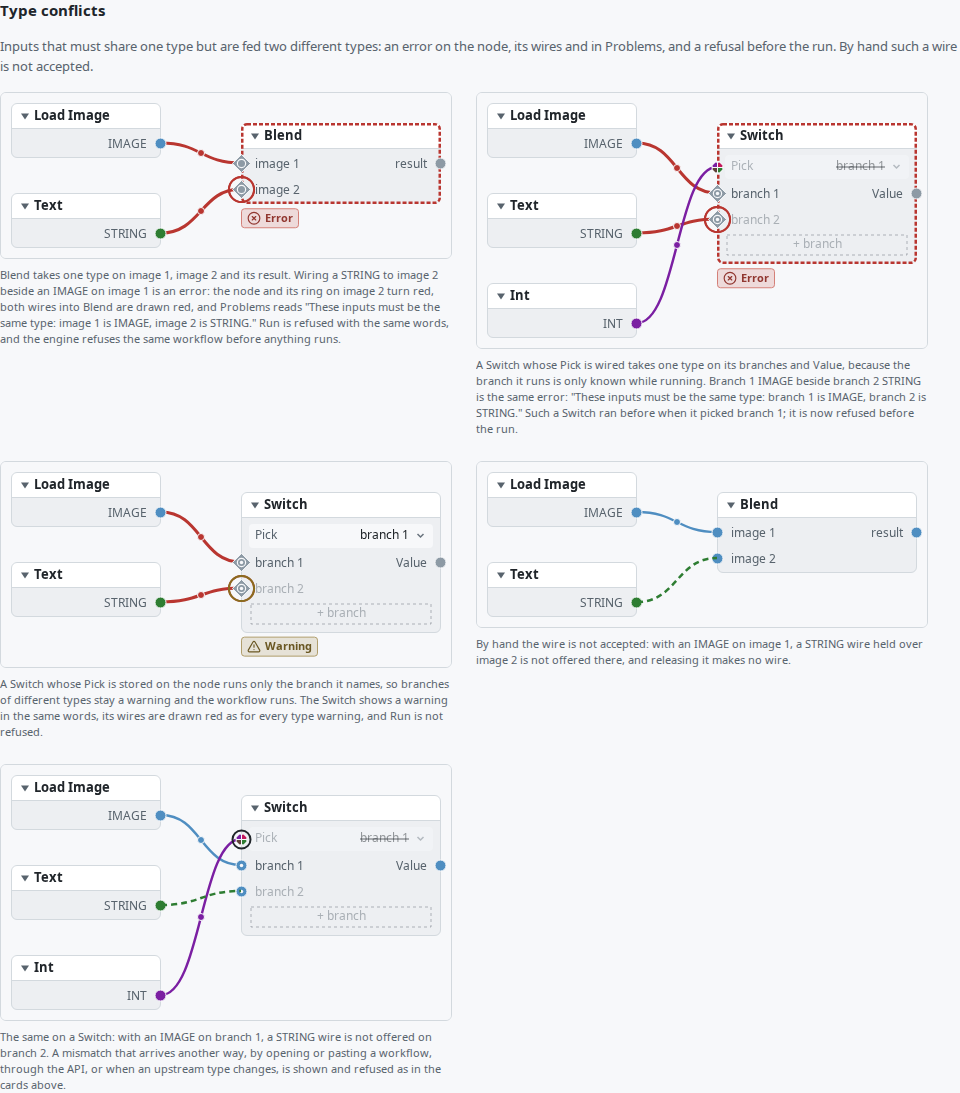 Type conflicts
Inputs that must share one type but are fed two different types: an error on the node, its wires and in Problems, and a refusal before the run. By hand such a wire
is not accepted.
Load Image
IMAGE
Text
STRING
Blend
image 1
result
image 2
Error
Blend takes one type on image 1, image 2 and its result. Wiring a STRING to image 2
beside an IMAGE on image 1 is an error: the node and its ring on image 2 turn red,
both wires into Blend are drawn red, and Problems reads "These inputs must be the
same type: image 1 is IMAGE, image 2 is STRING." Run is refused with the same words,
and the engine refuses the same workflow before anything runs.
Load Image
IMAGE
Text
STRING
Int
INT
Switch
Pick
branch 1
branch 1
Value
branch 2
+ branch
Error
A Switch whose Pick is wired takes one type on its branches and Value, because the
branch it runs is only known while running. Branch 1 IMAGE beside branch 2 STRING
is the same error: "These inputs must be the same type: branch 1 is IMAGE, branch 2 is
STRING." Such a Switch ran before when it picked branch 1; it is now refused before
the run.
Load Image
IMAGE
Text
STRING
Switch
Pick
branch 1
branch 1
Value
branch 2
+ branch
Warning
A Switch whose Pick is stored on the node runs only the branch it names, so branches
of different types stay a warning and the workflow runs. The Switch shows a warning
in the same words, its wires are drawn red as for every type warning, and Run is not
refused.
Load Image
IMAGE
Text
STRING
Blend
image 1
result
image 2
By hand the wire is not accepted: with an IMAGE on image 1, a STRING wire held over
image 2 is not offered there, and releasing it makes no wire.
Load Image
IMAGE
Text
STRING
Int
INT
Switch
Pick
branch 1
branch 1
Value
branch 2
+ branch
The same on a Switch: with an IMAGE on branch 1, a STRING wire is not offered on
branch 2. A mismatch that arrives another way, by opening or pasting a workflow,
through the API, or when an upstream type changes, is shown and refused as in the
cards above.